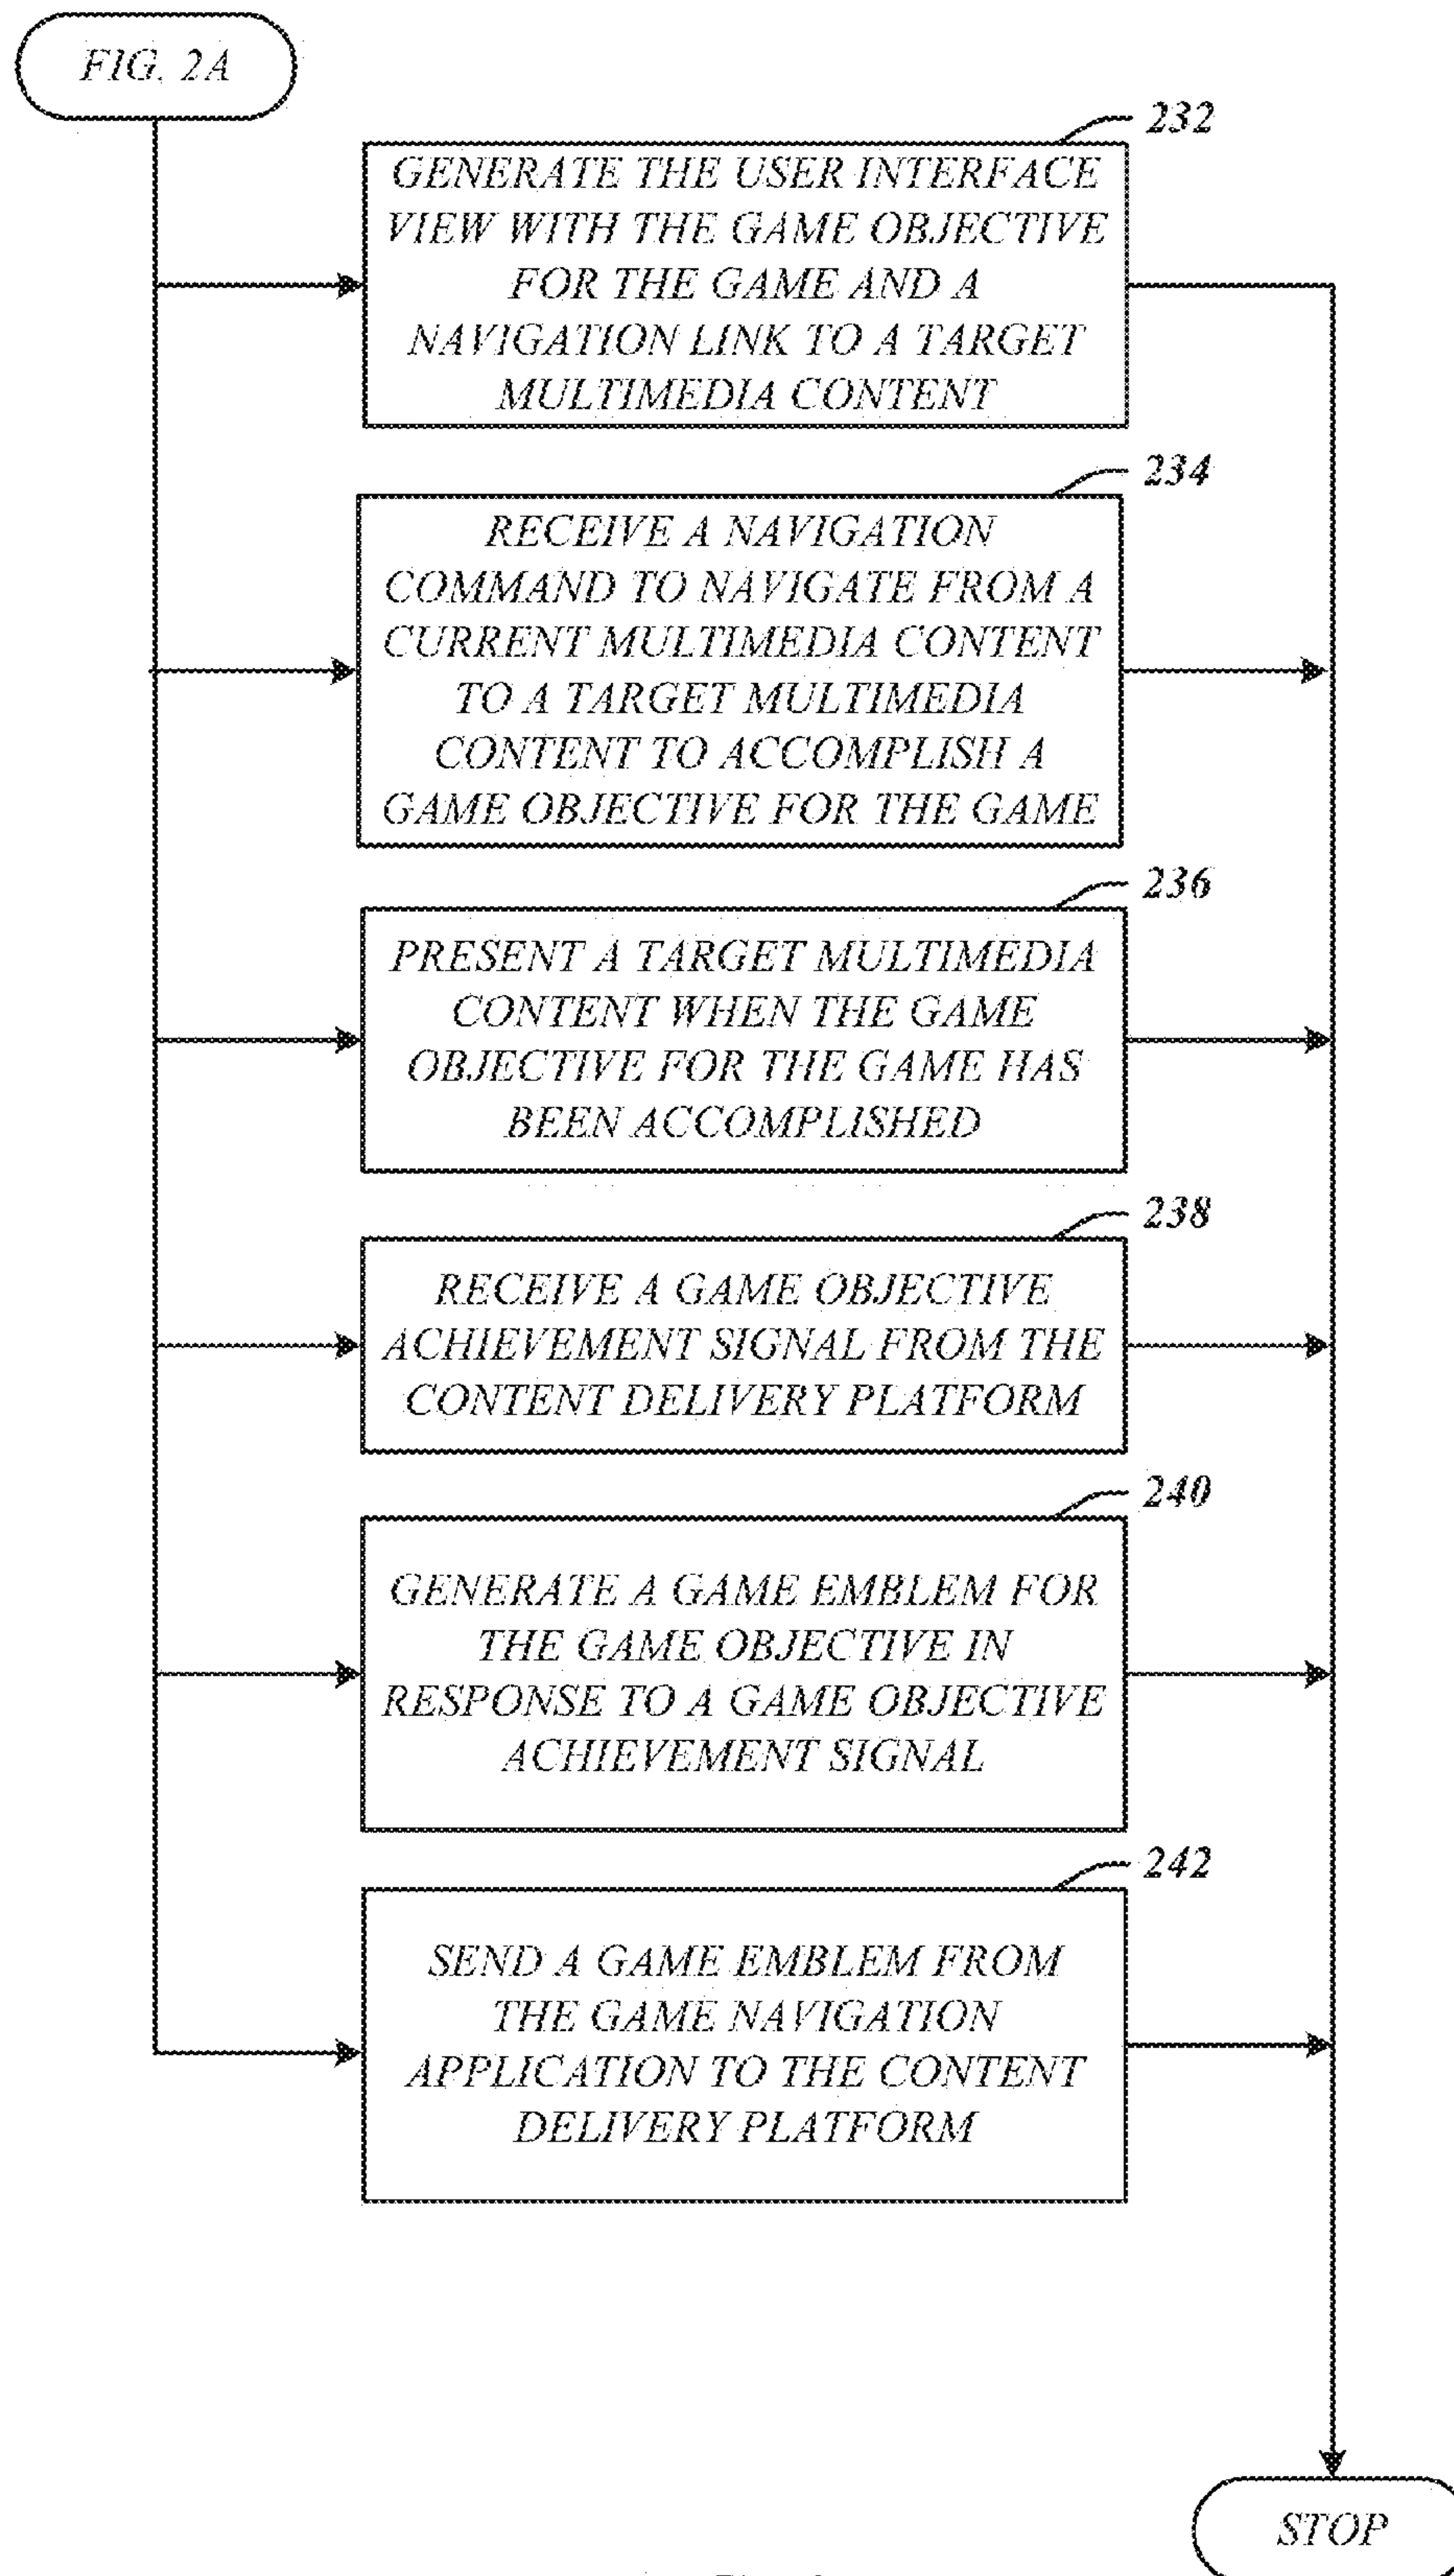 FIG. 2A
232
GENERATE THE USER INTERFACE
VIEW WITH THE GAME OBJECTIVE
FOR THE GAME AND A
NAVIGATION LINK TO A TARGET
MULTIMEDIA CONTENT
234
RECEIVE A NAVIGATION
COMMAND TO NAVIGATE FROM A
CURRENT MULTIMEDIA CONTENT
TO A TARGET MULTIMEDIA
CONTENT TO ACCOMPLISH A
GAME OBJECTIVE FOR THE GAME
236
PRESENT A TARGET MULTIMEDIA
CONTENT WHEN THE GAME
OBJECTIVE FOR THE GAME HAS
BEEN ACCOMPLISHED
238
RECEIVE A GAME OBJECTIVE
ACHIEVEMENT SIGNAL FROM THE
CONTENT DELIVERY PLATFORM
240
GENERATE A GAME EMBLEM FOR
THE GAME OBJECTIVE IN
RESPONSE TO A GAME OBJECTIVE
ACHIEVEMENT SIGNAL
242
SEND A GAME EMBLEM FROM
THE GAME NAVIGATION
APPLICATION TO THE CONTENT
DELIVERY PLATFORM
STOP